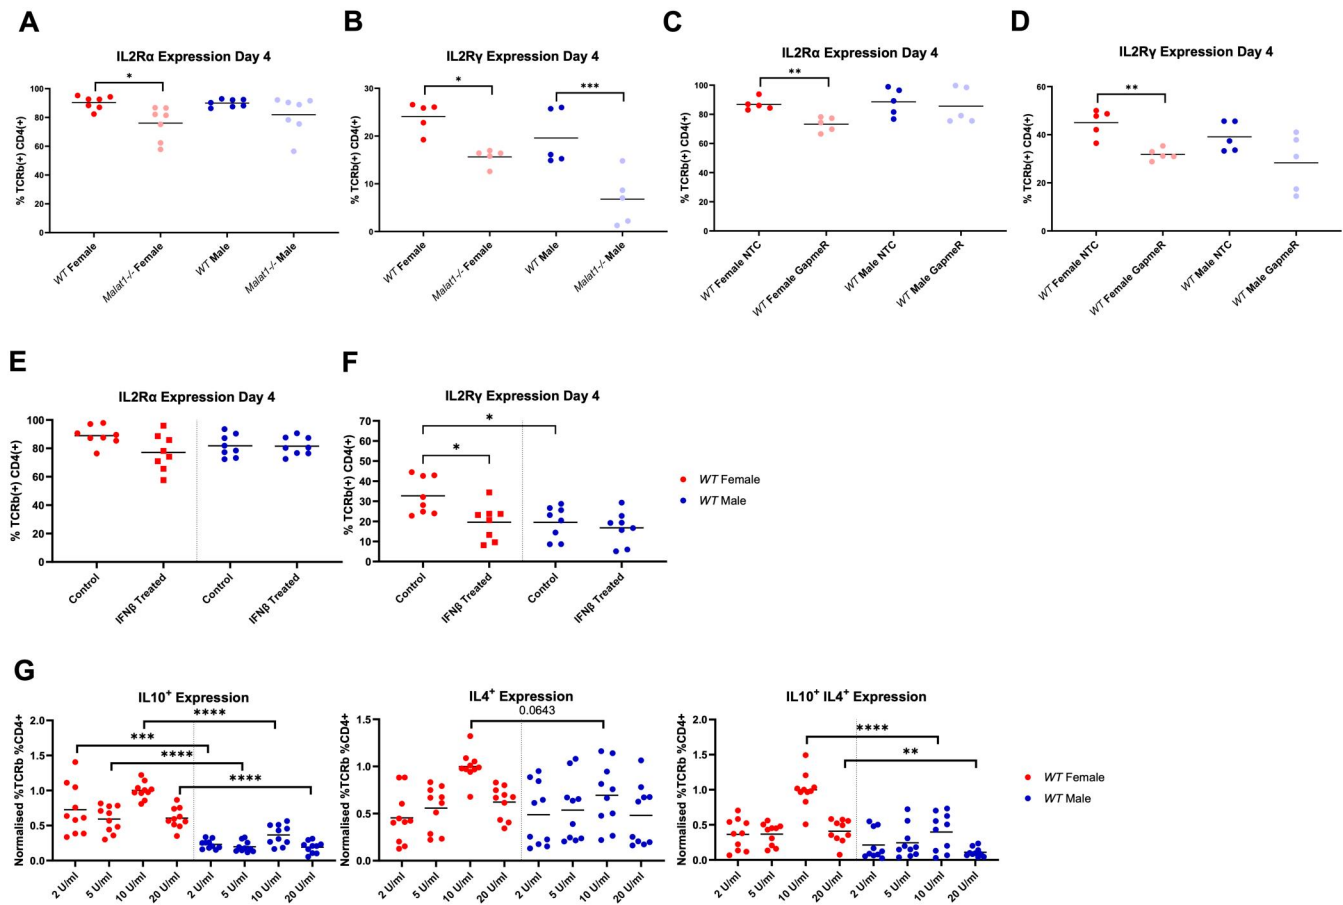 A
IL2Rα Expression Day 4
% TCRb(+) CD4(+)
100
80
60
40
20
0
*
WT Female
Malat1-/- Female
WT Male
Malat1-/- Male
B
IL2Rγ Expression Day 4
% TCRb(+) CD4(+)
30
20
10
0
*
***
WT Female
Malat1-/- Female
WT Male
Malat1-/- Male
C
IL2Rα Expression Day 4
% TCRb(+) CD4(+)
100
80
60
40
20
0
**
WT Female NTC
WT Female GapmeR
WT Male NTC
WT Male GapmeR
D
IL2Rγ Expression Day 4
% TCRb(+) CD4(+)
60
40
20
0
**
WT Female NTC
WT Female GapmeR
WT Male NTC
WT Male GapmeR
E
IL2Rα Expression Day 4
% TCRb(+) CD4(+)
100
80
60
40
20
0
Control
IFNβ Treated
Control
IFNβ Treated
F
IL2Rγ Expression Day 4
% TCRb(+) CD4(+)
70
60
50
40
30
20
10
0
*
*
Control
IFNβ Treated
Control
IFNβ Treated
WT Female
WT Male
G
IL10⁺ Expression
Normalised %TCRb %CD4+
2.0
1.5
1.0
0.5
0.0
****
***
****
****
2 U/ml
5 U/ml
10 U/ml
20 U/ml
2 U/ml
5 U/ml
10 U/ml
20 U/ml
IL4⁺ Expression
Normalised %TCRb %CD4+
1.5
1.0
0.5
0.0
0.0643
2 U/ml
5 U/ml
10 U/ml
20 U/ml
2 U/ml
5 U/ml
10 U/ml
20 U/ml
IL10⁺ IL4⁺ Expression
Normalised %TCRb %CD4+
2.0
1.5
1.0
0.5
0.0
****
**
2 U/ml
5 U/ml
10 U/ml
20 U/ml
2 U/ml
5 U/ml
10 U/ml
20 U/ml
WT Female
WT Male